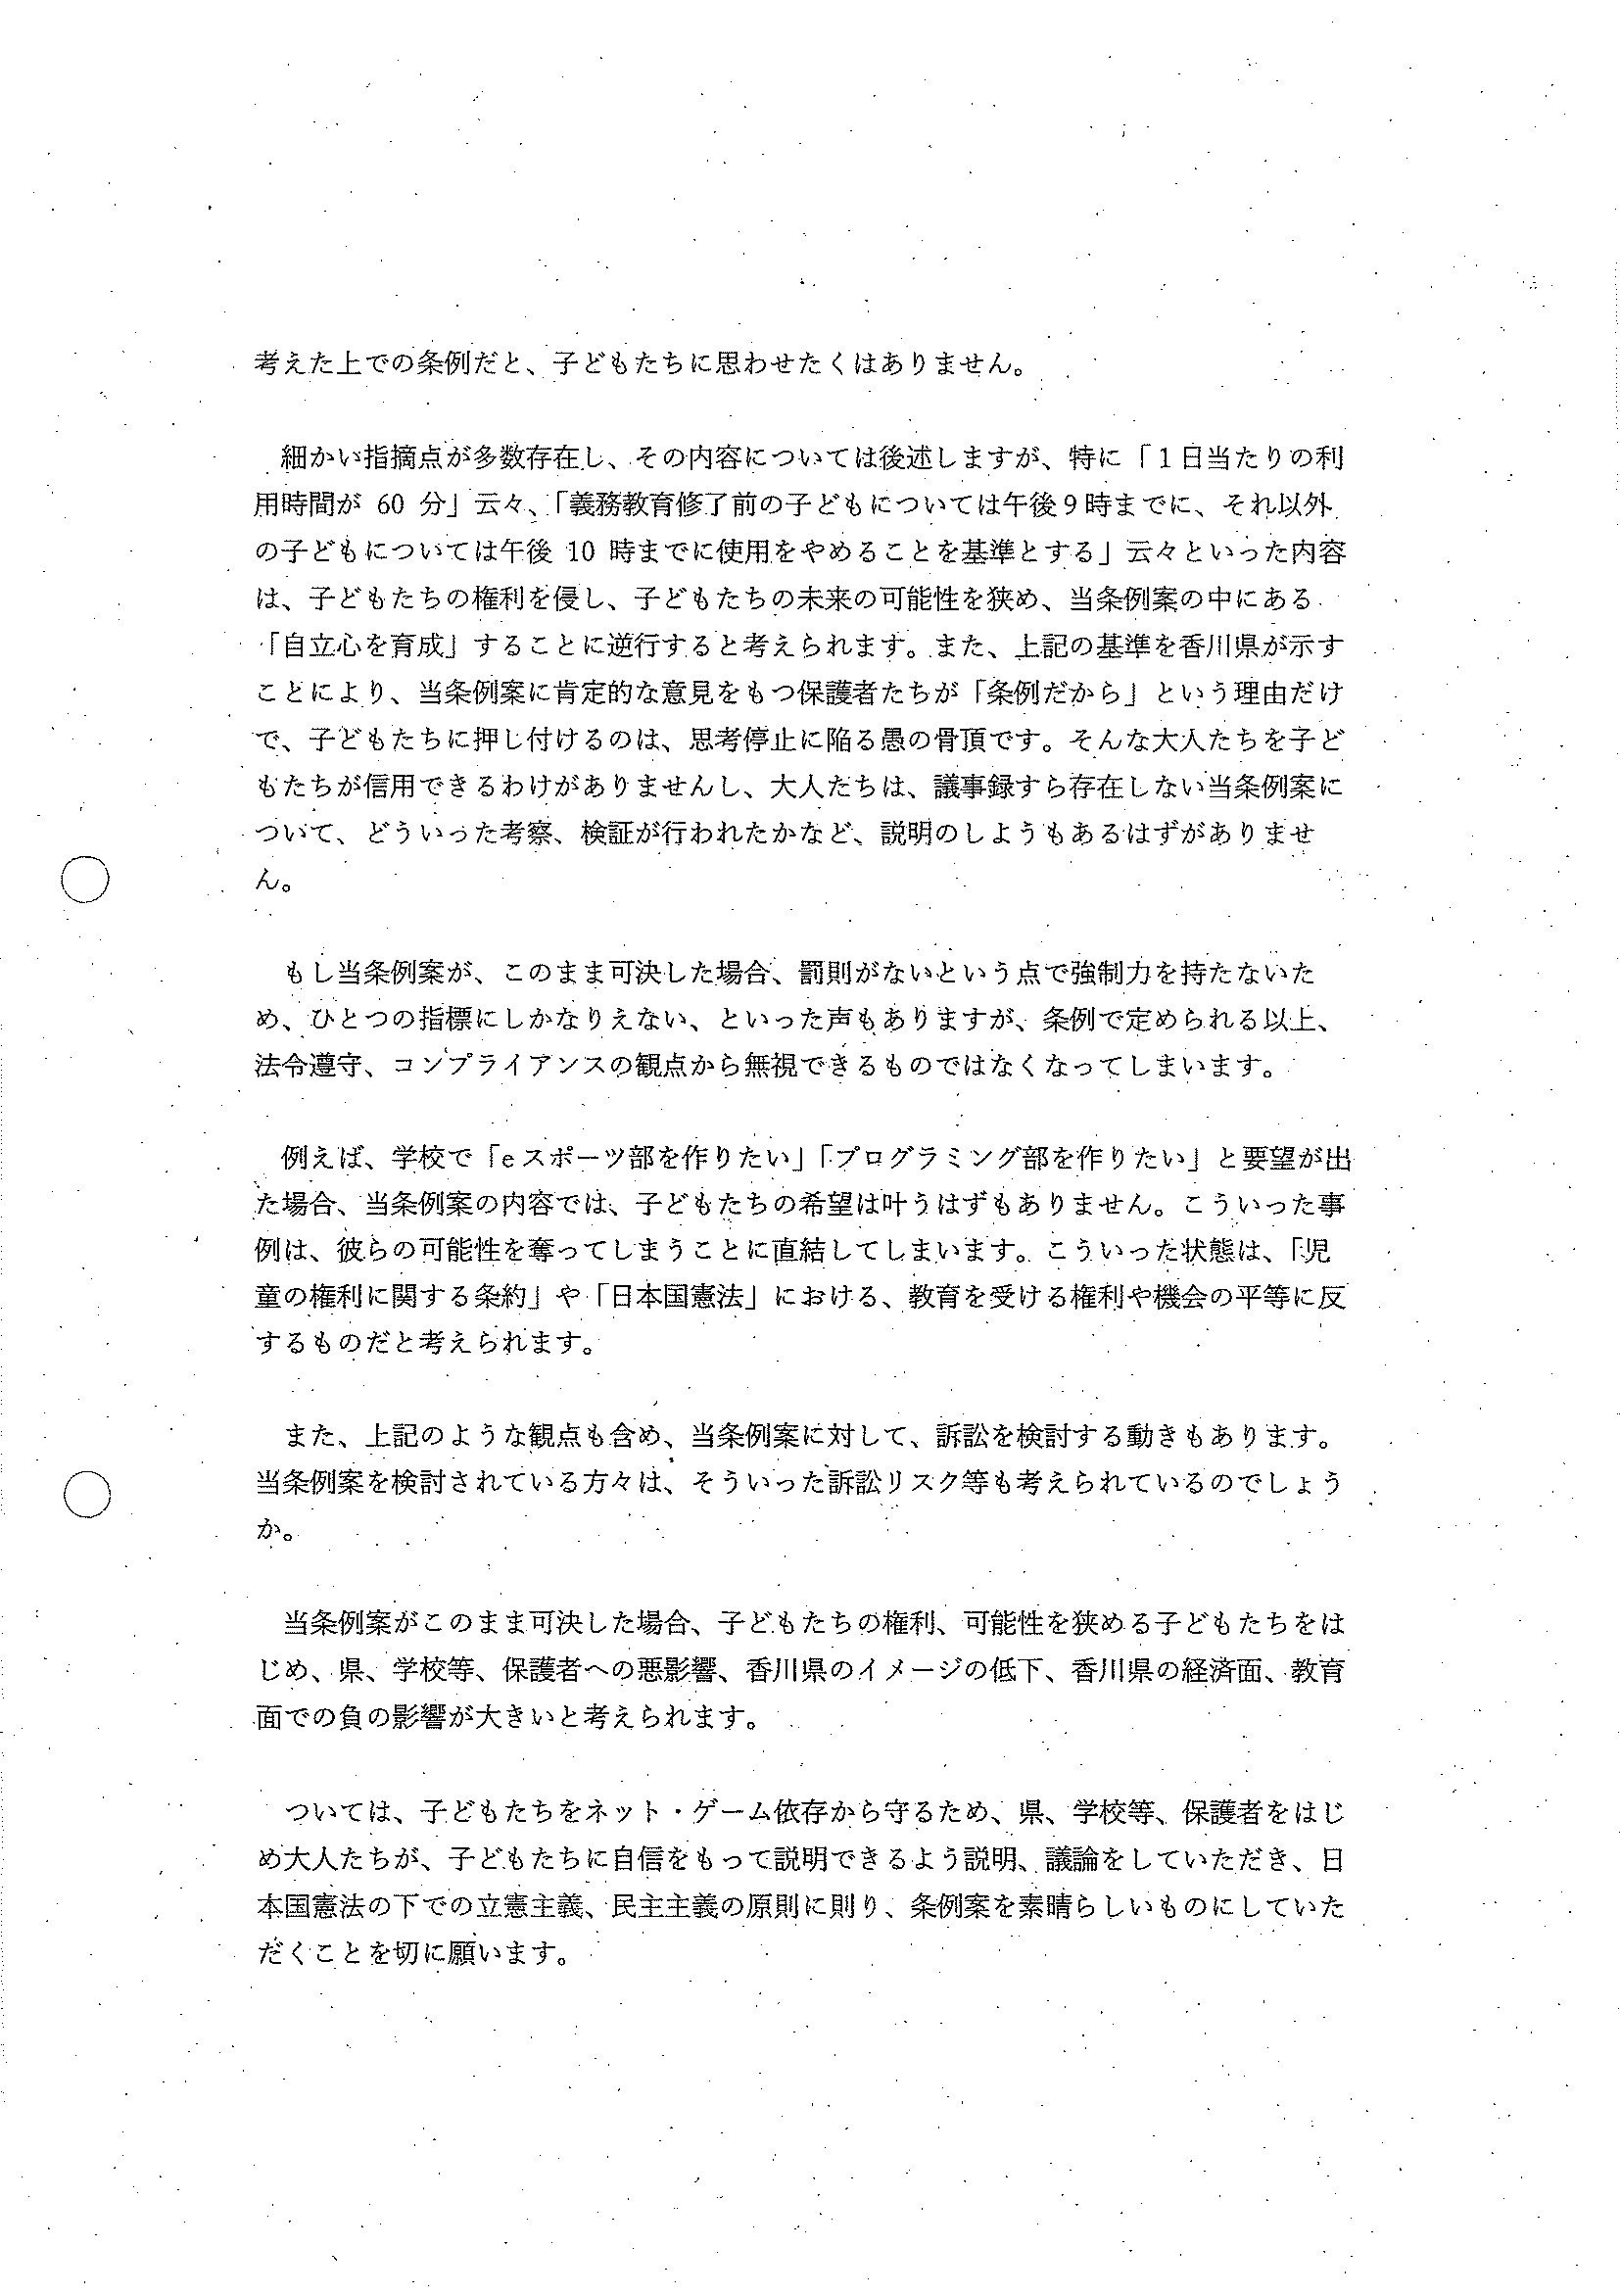 考えた上での条例だと、子どもたちに思わせたくはありません。
細かい指摘点が多数存在し、その内容については後述しますが、特に「１日当たりの利
用時間が 60 分」云々、「義務教育修了前の子どもについては午後９時までに、それ以外
の子どもについては午後 10 時までに使用をやめることを基準とする」云々といった内容
は、子どもたちの権利を侵し、子どもたちの未来の可能性を狭め、当条例案の中にある
「自立心を育成」することに逆行すると考えられます。また、上記の基準を香川県が示す
ことにより、当条例案に肯定的な意見をもつ保護者たちが「条例だから」という理由だけ
で、子どもたちに押し付けるのは、思考停止に陥る愚の骨頂です。そんな大人たちを子ど
もたちが信用できるわけがありませんし、大人たちは、議事録すら存在しない当条例案に
ついて、どういった考察、検証が行われたかなど、説明のしようもあるはずがありませ
ん。
もし当条例案が、このまま可決した場合、罰則がないという点で強制力を持たないた
め、ひとつの指標にしかなりえない、といった声もありますが、条例で定められる以上、
法令遵守、コンプライアンスの観点から無視できるものではなくなってしまいます。
例えば、学校で「e スポーツ部を作りたい」「プログラミング部を作りたい」と要望が出
た場合、当条例案の内容では、子どもたちの希望は叶うはずもありません。こういった事
例は、彼らの可能性を奪ってしまうことに直結してしまいます。こういった状態は、「児
童の権利に関する条約」や「日本国憲法」における、教育を受ける権利や機会の平等に反
するものだと考えられます。
また、上記のような観点も含め、当条例案に対して、訴訟を検討する動きもあります。
当条例案を検討されている方々は、そういった訴訟リスク等も考えられているのでしょう
か。
当条例案がこのまま可決した場合、子どもたちの権利、可能性を狭める子どもたちをは
じめ、県、学校等、保護者への悪影響、香川県のイメージの低下、香川県の経済面、教育
面での負の影響が大きいと考えられます。
ついては、子どもたちをネット・ゲーム依存から守るため、県、学校等、保護者をはじ
め大人たちが、子どもたちに自信をもって説明できるよう説明、議論をしていただき、日
本国憲法の下での立憲主義、民主主義の原則に則り、条例案を素晴らしいものにしていた
だくことを切に願います。